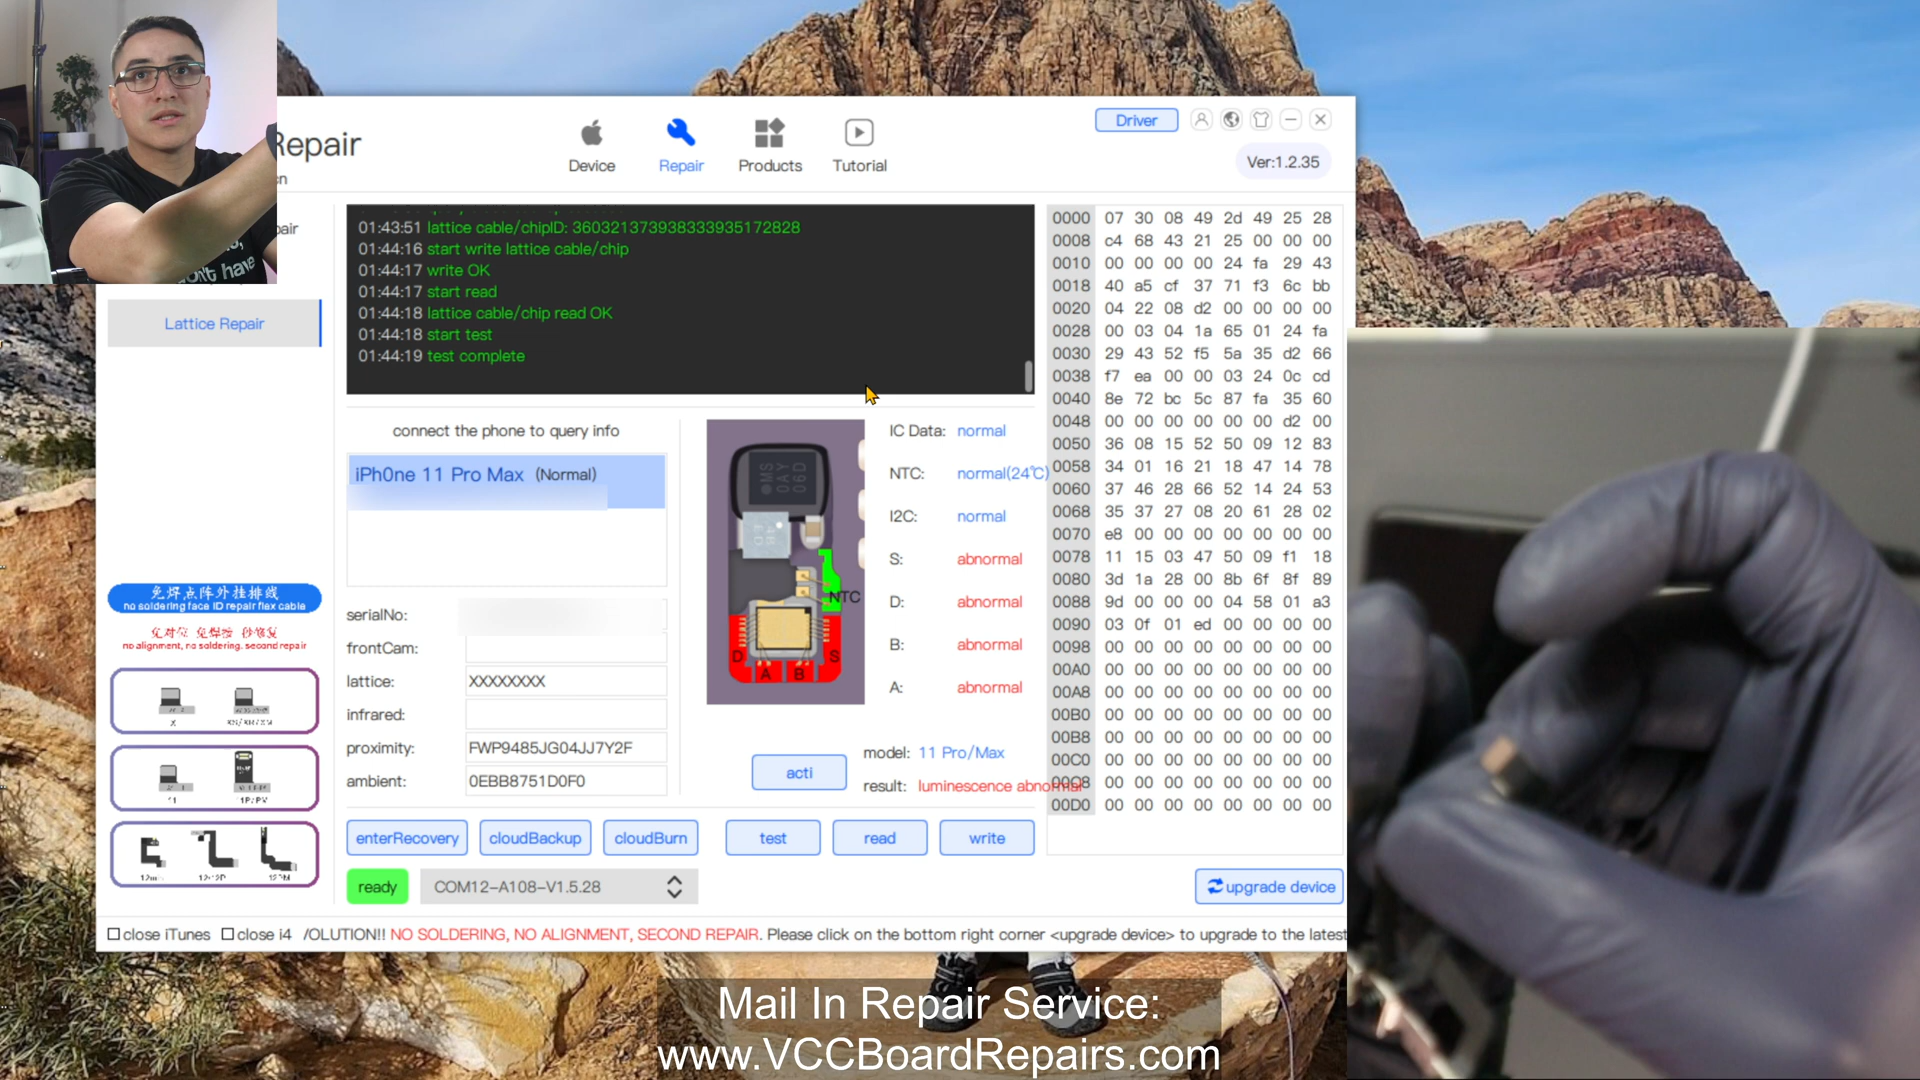 Repair
Device
Repair
Products
Tutorial
Driver
Ver:1.2.35
Lattice Repair
01:43:51 lattice cable/chipID: 360321373938333935172828
01:44:16 start write lattice cable/chip
01:44:17 write OK
01:44:17 start read
01:44:18 lattice cable/chip read OK
01:44:18 start test
01:44:19 test complete
0000 07 30 08 49 2d 49 25 28
0008 c4 68 43 21 25 00 00 00
0010 00 00 00 00 24 fa 29 43
0018 40 a5 cf 37 71 f3 6c bb
0020 04 22 08 d2 00 00 00 00
0028 00 03 04 1a 65 01 24 fa
0030 29 43 52 f5 5a 35 d2 66
0038 f7 ea 00 00 03 24 0c cd
0040 8e 72 bc 5c 87 fa 35 60
0048 00 00 00 00 00 00 d2 00
0050 36 08 15 52 50 09 12 83
0058 34 01 16 21 18 47 14 78
0060 37 46 28 66 52 14 24 53
0068 35 37 27 08 20 61 28 02
0070 e8 00 00 00 00 00 00 00
0078 11 15 03 47 50 09 f1 18
0080 3d 1a 28 00 8b 6f 8f 89
0088 9d 00 00 00 04 58 01 a3
0090 03 0f 01 ed 00 00 00 00
0098 00 00 00 00 00 00 00 00
00A0 00 00 00 00 00 00 00 00
00A8 00 00 00 00 00 00 00 00
00B0 00 00 00 00 00 00 00 00
00B8 00 00 00 00 00 00 00 00
00C0 00 00 00 00 00 00 00 00
00C8 00 00 00 00 00 00 00 00
00D0 00 00 00 00 00 00 00 00
connect the phone to query info
iPh0ne 11 Pro Max (Normal)
serialNo:
frontCam:
lattice: XXXXXXXX
infrared:
proximity: FWP9485JG04JJ7Y2F
ambient: 0EBB8751D0F0
NTC
D A B S
IC Data: normal
NTC: normal(24℃)
I2C: normal
S: abnormal
D: abnormal
B: abnormal
A: abnormal
acti
model: 11 Pro/Max
result: luminescence abnormal
免焊点阵外挂排线
no soldering face ID repair flex cable
免对位 免焊接 秒修复
no alignment, no soldering. second repair
X XS/XR/XM
11 11P/PM
12mini 12-12P 12PM
enterRecovery
cloudBackup
cloudBurn
test
read
write
ready
COM12-A108-V1.5.28
upgrade device
close iTunes close i4 /OLUTION!! NO SOLDERING, NO ALIGNMENT, SECOND REPAIR. Please click on the bottom right corner <upgrade device> to upgrade to the latest
Mail In Repair Service:
www.VCCBoardRepairs.com